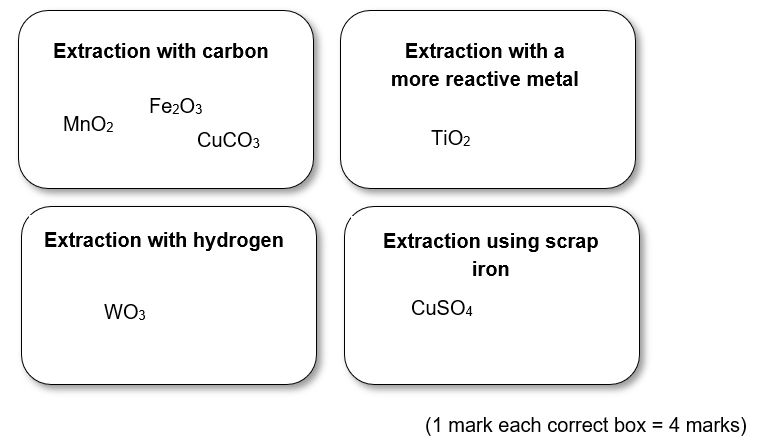 Extraction with carbon
Fe₂O₃
MnO₂
CuCO₃
Extraction with a
more reactive metal
TiO₂
Extraction with hydrogen
WO₃
Extraction using scrap
iron
CuSO₄
(1 mark each correct box = 4 marks)